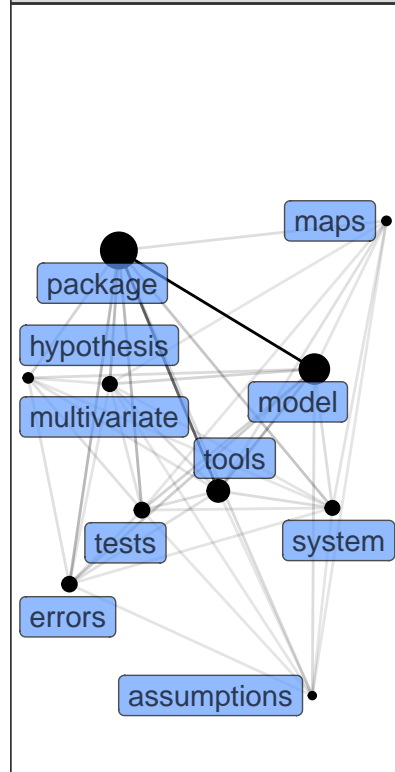 maps
package
hypothesis
model
multivariate
tools
tests
system
errors
assumptions